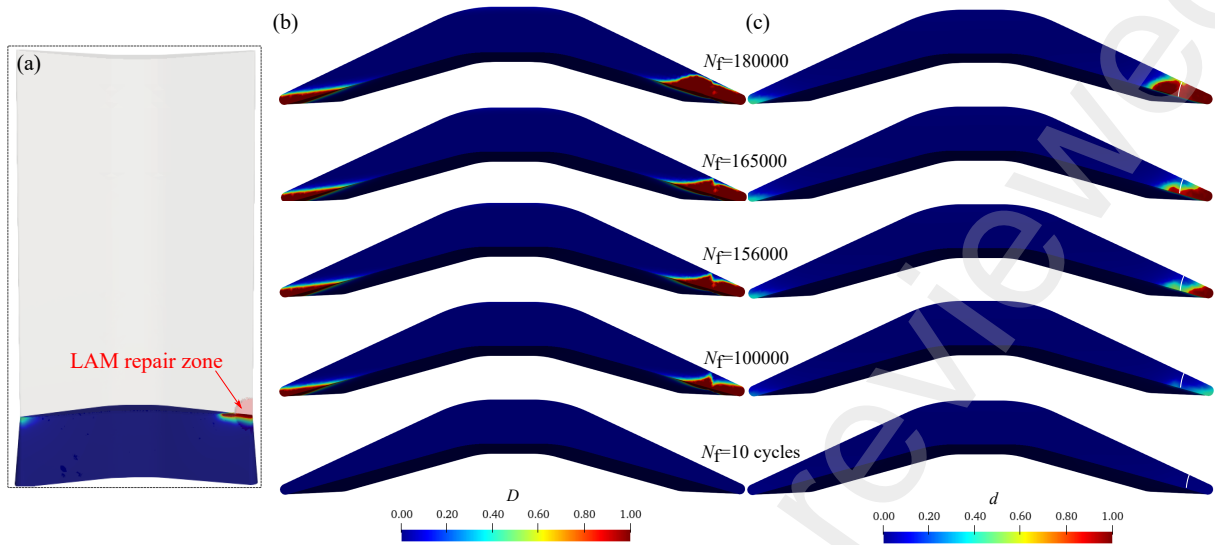 (a)
LAM repair zone
(b)
(c)
Nf=180000
Nf=165000
Nf=156000
Nf=100000
Nf=10 cycles
D
0.00 0.20 0.40 0.60 0.80 1.00
d
0.00 0.20 0.40 0.60 0.80 1.00
reviewe